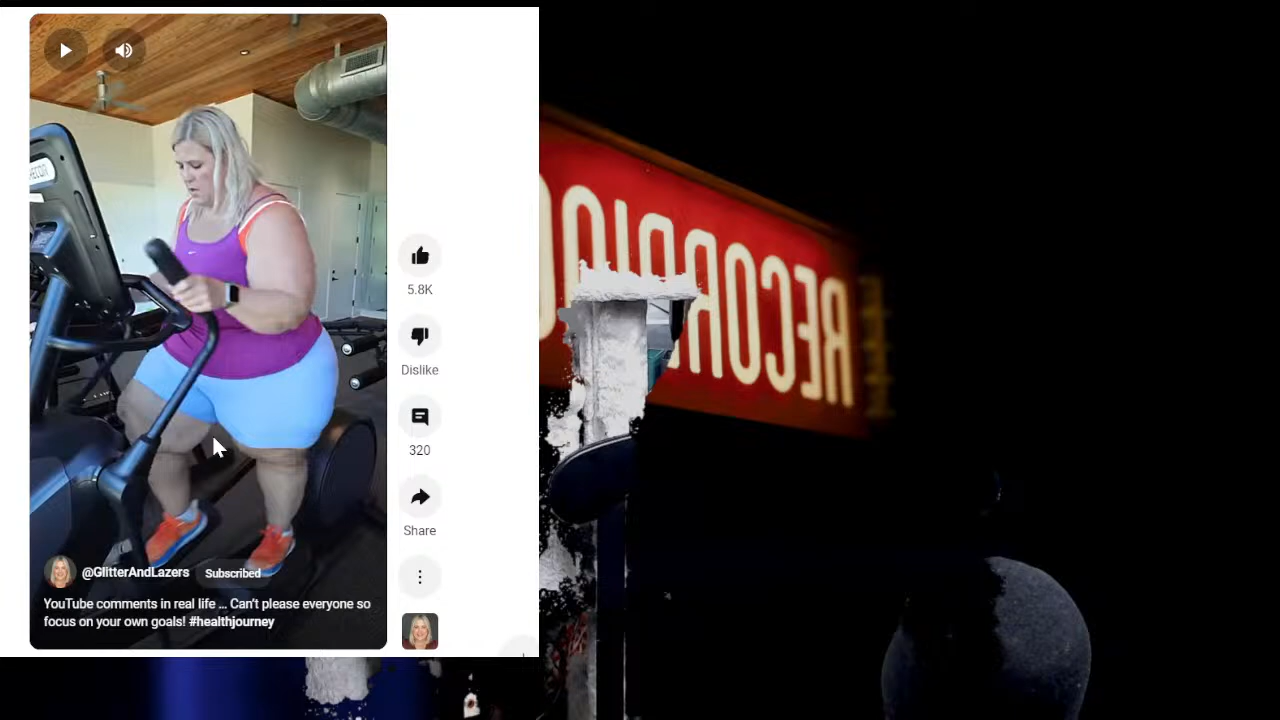 5.8K
Dislike
320
Share
@GlitterAndLazers Subscribed
YouTube comments in real life ... Can't please everyone so
focus on your own goals! #healthjourney
RECORDING